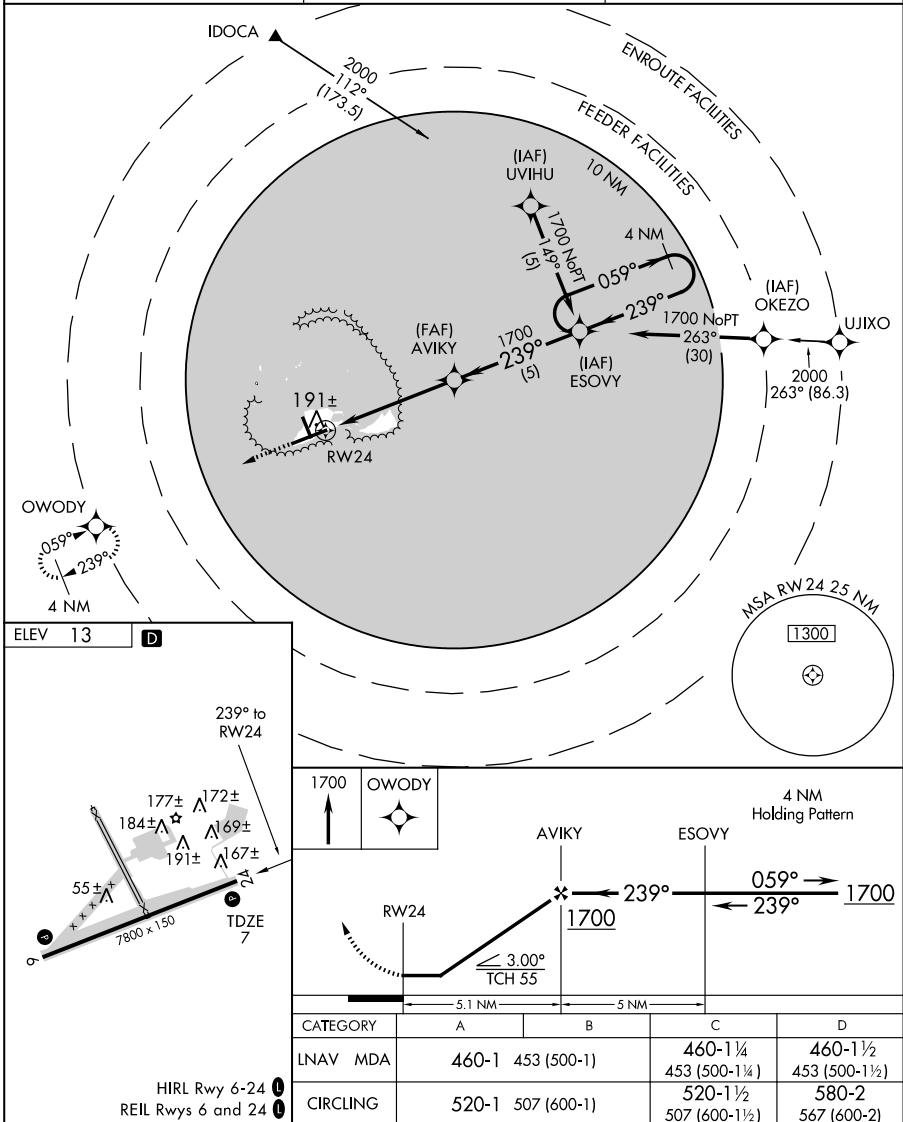 IDOCA
2000
112°
(173.5)
ENROUTE FACILITIES
FEEDER FACILITIES
10 NM
(IAF)
UVIHU
1700 NoPT
149°
(5)
4 NM
059°
239°
(IAF)
OKEZO
UJIXO
1700 NoPT
263°
(30)
2000
263° (86.3)
(FAF)
AVIKY
1700
239°
(5)
(IAF)
ESOVY
191±
RW24
OWODY
059°
239°
4 NM
MSA RW24 25 NM
1300
ELEV 13
D
239° to
RW24
177±
172±
184±
169±
191±
167±
55±
24
P
TDZE
7
7800 x 150
P
6
HIRL Rwy 6-24 L
REIL Rwys 6 and 24 L
1700
OWODY
4 NM
Holding Pattern
AVIKY
ESOVY
239°
059°
239°
1700
1700
RW24
3.00°
TCH 55
5.1 NM
5 NM
CATEGORY A B C D
LNAV MDA 460-1 453 (500-1) 460-1¼ 453 (500-1¼) 460-1½ 453 (500-1½)
CIRCLING 520-1 507 (600-1) 520-1½ 507 (600-1½) 580-2 567 (600-2)